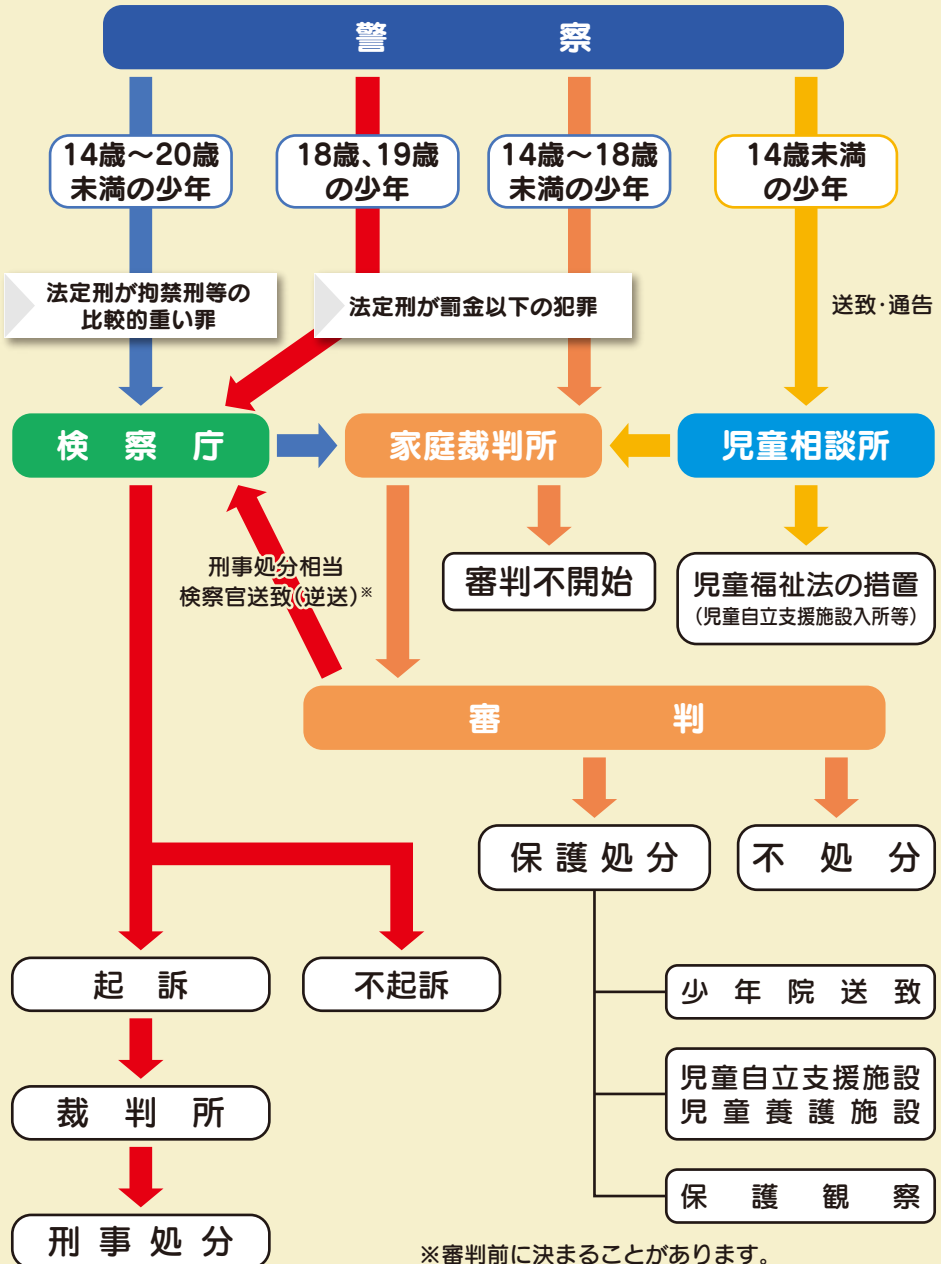 警察
14歳～20歳
未満の少年
18歳、19歳
の少年
14歳～18歳
未満の少年
14歳未満
の少年
法定刑が拘禁刑等の
比較的重い罪
法定刑が罰金以下の犯罪
送致・通告
検察庁
家庭裁判所
児童相談所
刑事処分相当
検察官送致(逆送)※
審判不開始
児童福祉法の措置
(児童自立支援施設入所等)
審判
保護処分
不処分
起訴
不起訴
少年院送致
裁判所
児童自立支援施設
児童養護施設
保護観察
刑事処分
※審判前に決まることがあります。